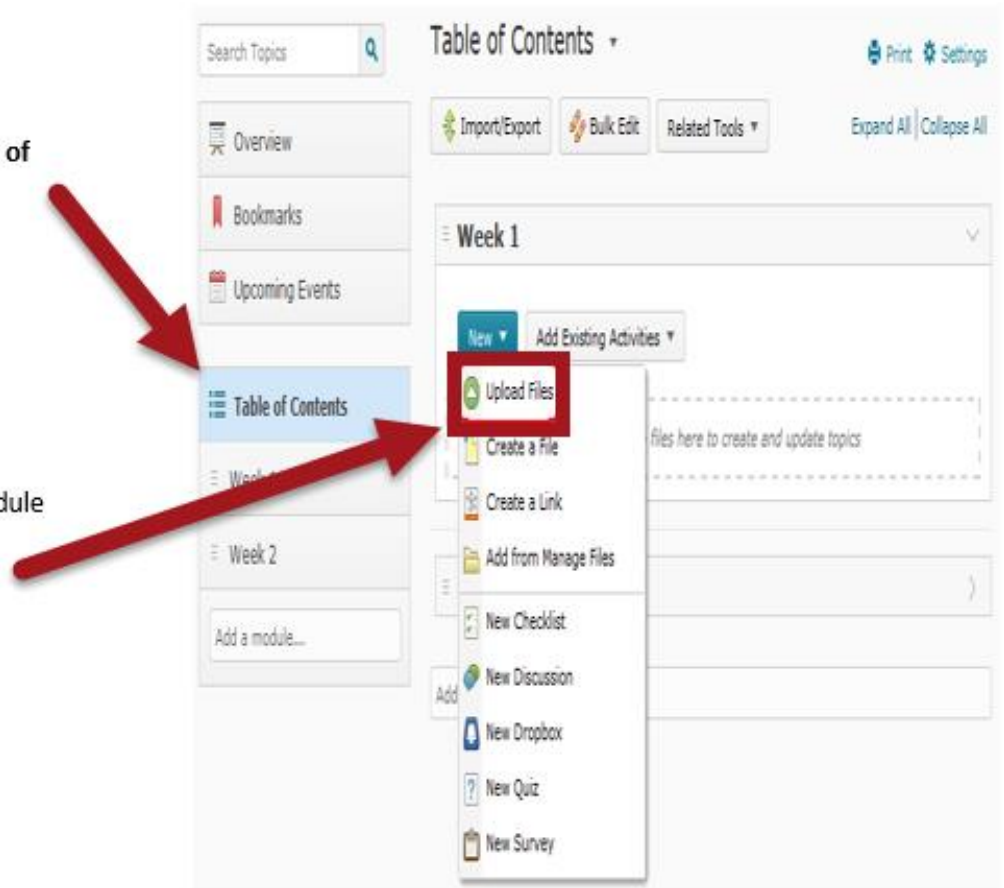 of
dule
Search Topics
Overview
Bookmarks
Upcoming Events
Table of Contents
Week
Week 2
Add a module...
Table of Contents
Print Settings
Import/Export Bulk Edit Related Tools
Expand All Collapse All
Week 1
New Add Existing Activities
Upload Files
files here to create and update topics
Create a File
Create a Link
Add from Manage Files
New Checklist
New Discussion
Add
New Dropbox
New Quiz
New Survey